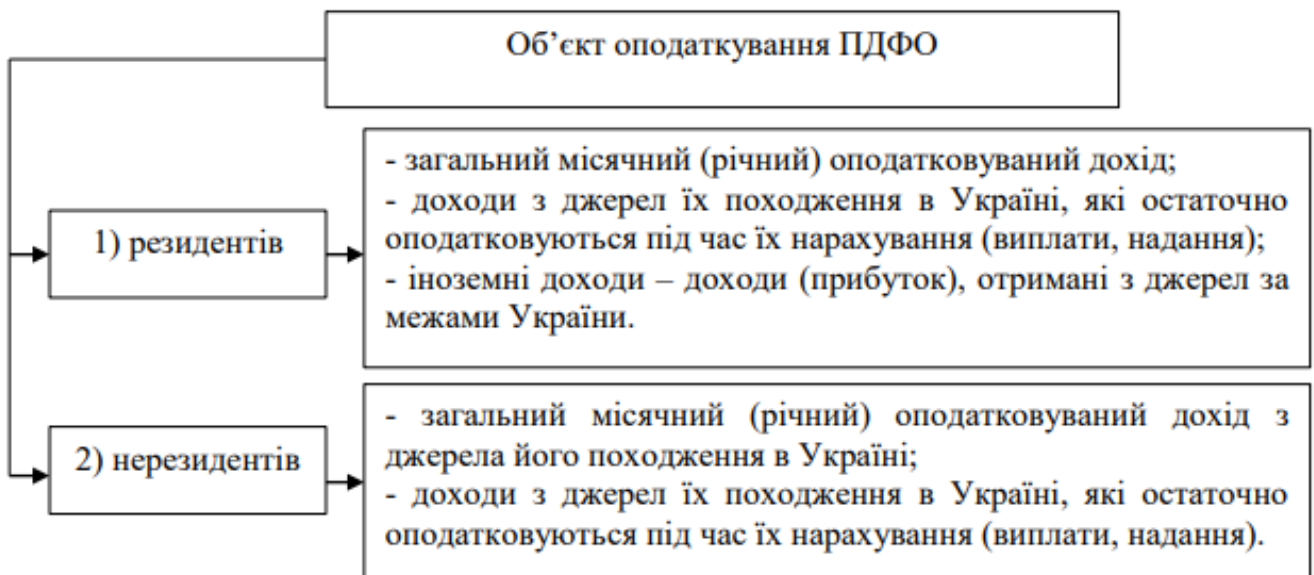 Об’єкт оподаткування ПДФО
1) резидентів
- загальний місячний (річний) оподатковуваний дохід;
- доходи з джерел їх походження в Україні, які остаточно
оподатковуються під час їх нарахування (виплати, надання);
- іноземні доходи – доходи (прибуток), отримані з джерел за
межами України.
2) нерезидентів
- загальний місячний (річний) оподатковуваний дохід з
джерела його походження в Україні;
- доходи з джерел їх походження в Україні, які остаточно
оподатковуються під час їх нарахування (виплати, надання).